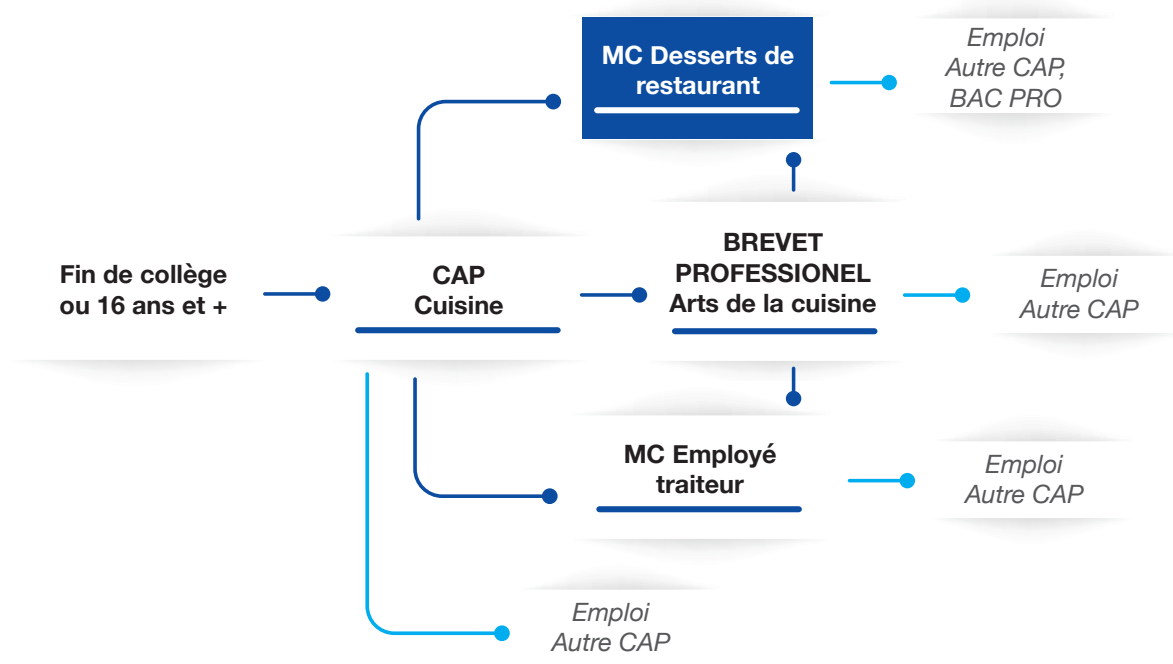 MC Desserts de
restaurant
Emploi
Autre CAP,
BAC PRO
Fin de collège
ou 16 ans et +
CAP
Cuisine
BREVET
PROFESSIONEL
Arts de la cuisine
Emploi
Autre CAP
MC Employé
traiteur
Emploi
Autre CAP
Emploi
Autre CAP